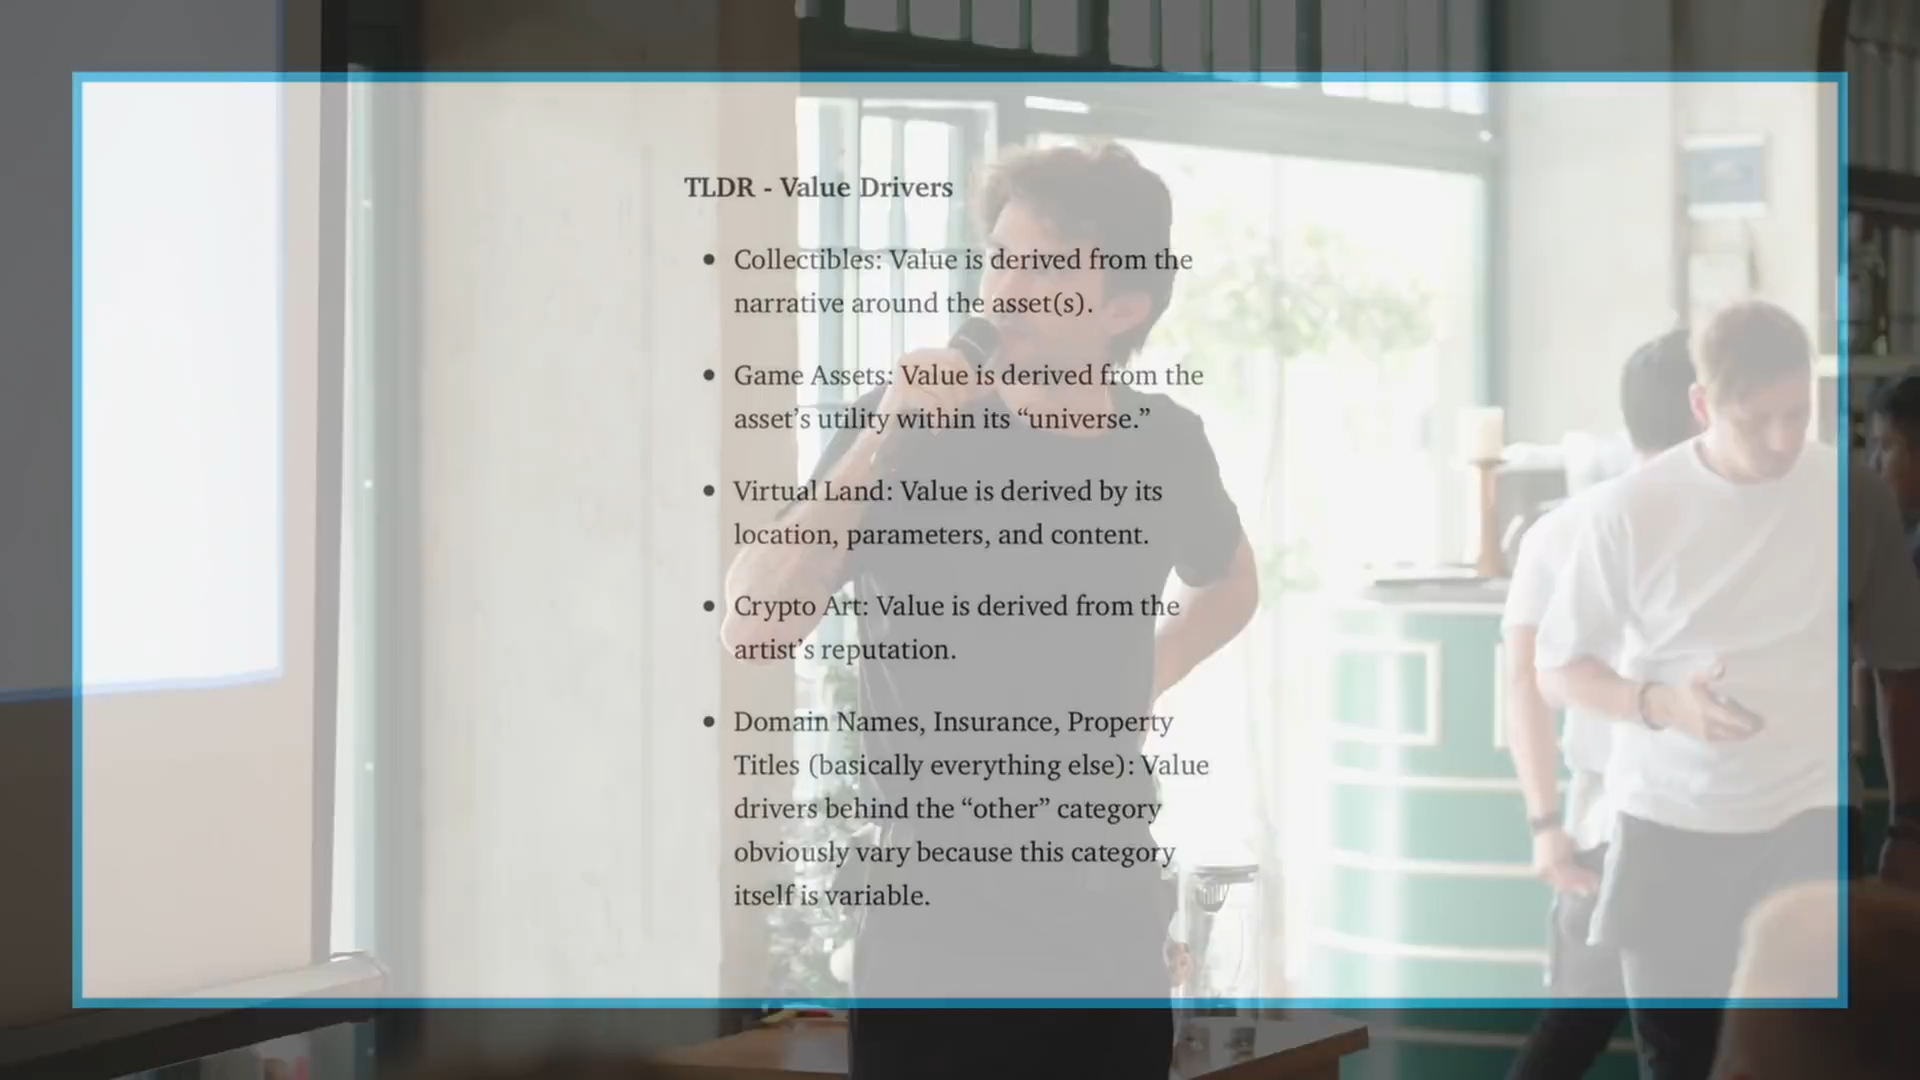 TLDR - Value Drivers
• Collectibles: Value is derived from the
narrative around the asset(s).
• Game Assets: Value is derived from the
asset’s utility within its “universe.”
• Virtual Land: Value is derived by its
location, parameters, and content.
• Crypto Art: Value is derived from the
artist’s reputation.
• Domain Names, Insurance, Property
Titles (basically everything else): Value
drivers behind the “other” category
obviously vary because this category
itself is variable.